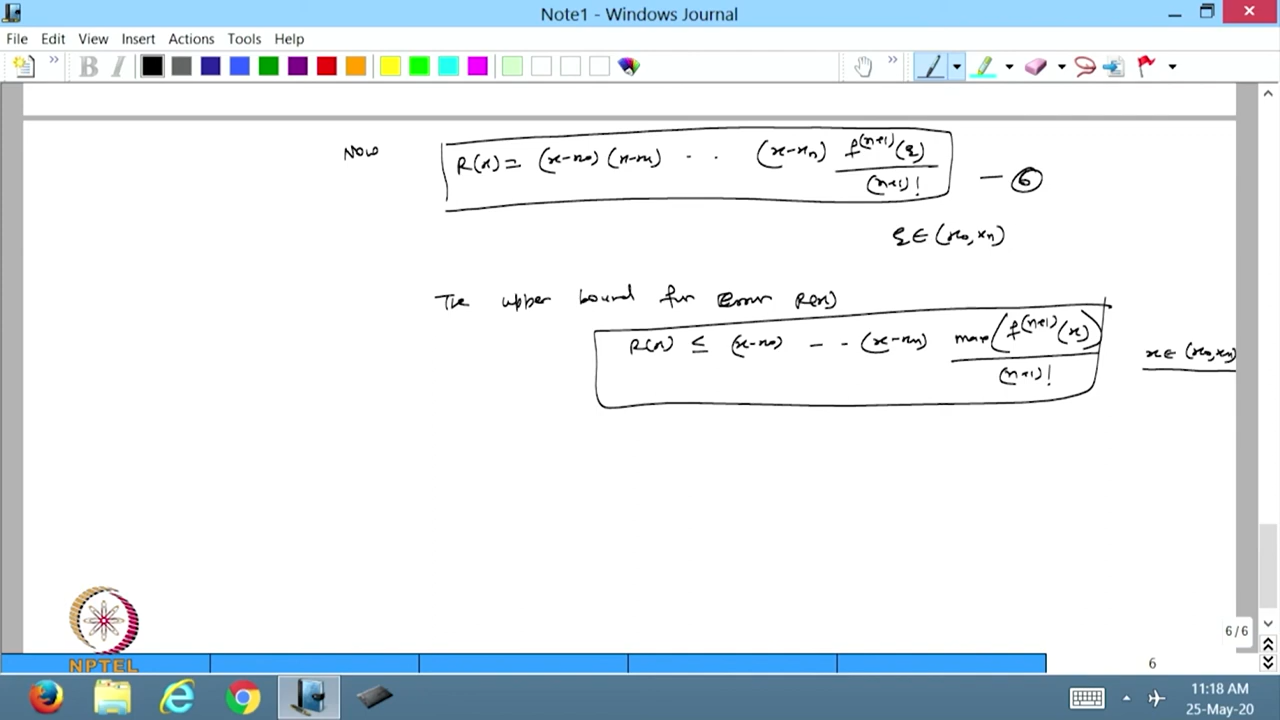 Note1 - Windows Journal
File Edit View Insert Actions Tools Help
B I
Now R(x) = (x-x₀) (x-x₁) · · (x-xₙ) f⁽ⁿ⁺¹⁾(ξ) / (n+1)! — ⑥
ξ ∈ (x₀, xₙ)
The upper bound for Error R(x)
R(x) ≤ (x-x₀) - - (x-xₙ) max(f⁽ⁿ⁺¹⁾(x)) / (n+1)! x ∈ (x₀, xₙ)
NPTEL
6 / 6
6
11:18 AM
25-May-20